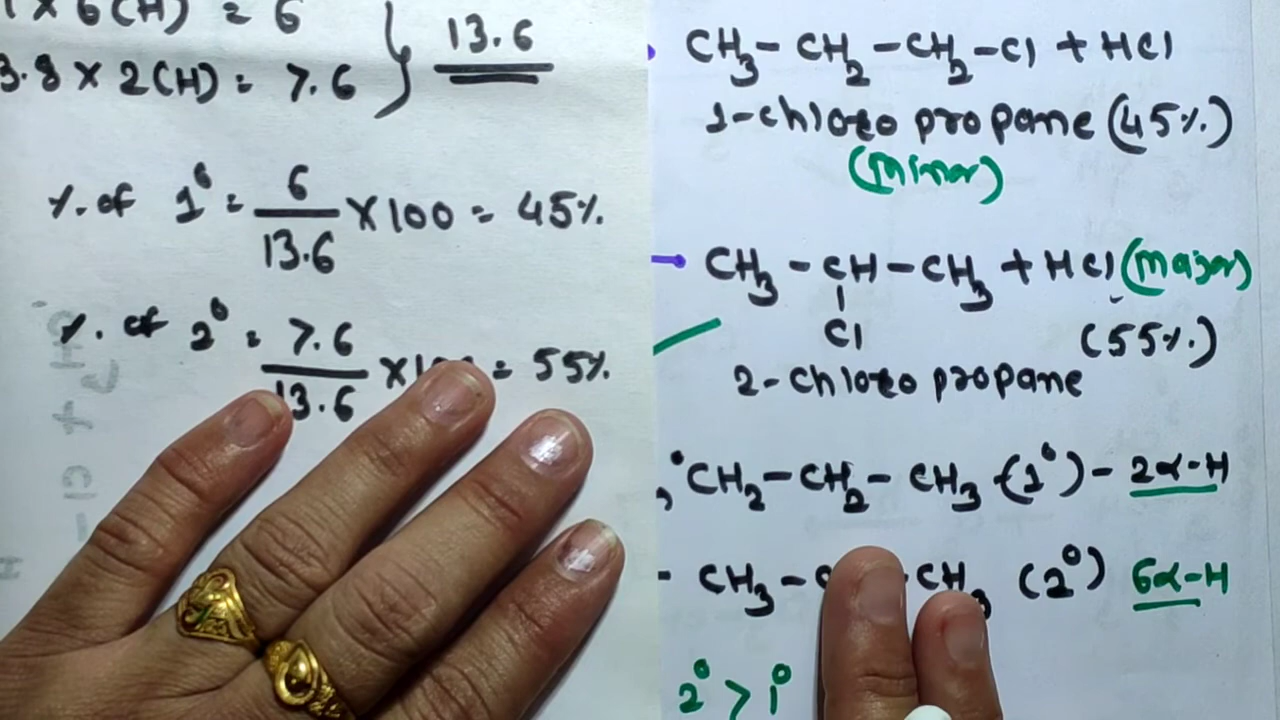 1 × 6(H) = 6
3.8 × 2(H) = 7.6
13.6
%. of 1° = 6/13.6 × 100 = 45%.
%. of 2° = 7.6/13.6 × 100 = 55%.
CH₃ - CH₂ - CH₂ - Cl + HCl
1-chloro propane (45%.)
(minor)
CH₃ - CH - CH₃ + HCl (major)
Cl (55%.)
2-chloro propane
, •CH₂ - CH₂ - CH₃ (1°) - 2α-H
- CH₃ - CH₃ (2°) 6α-H
2° > 1°